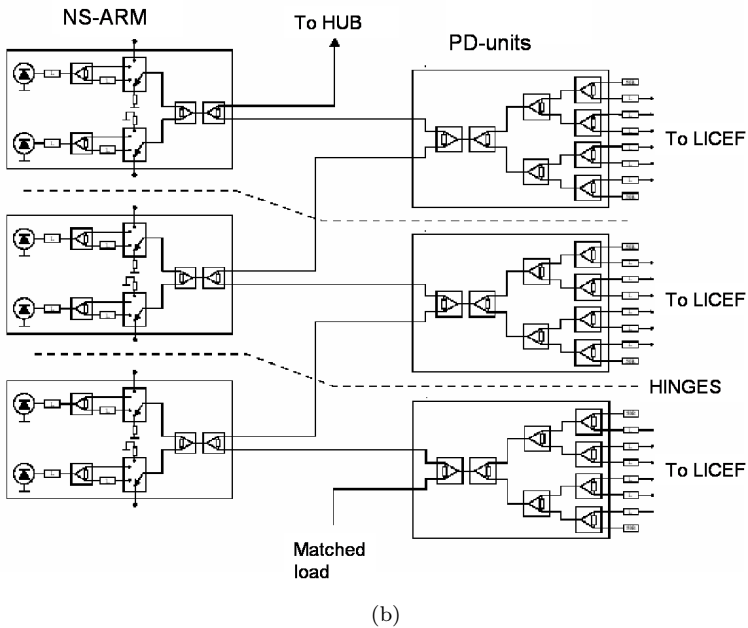 NS-ARM
To HUB
PD-units
To LICEF
To LICEF
HINGES
To LICEF
Matched
load
(b)